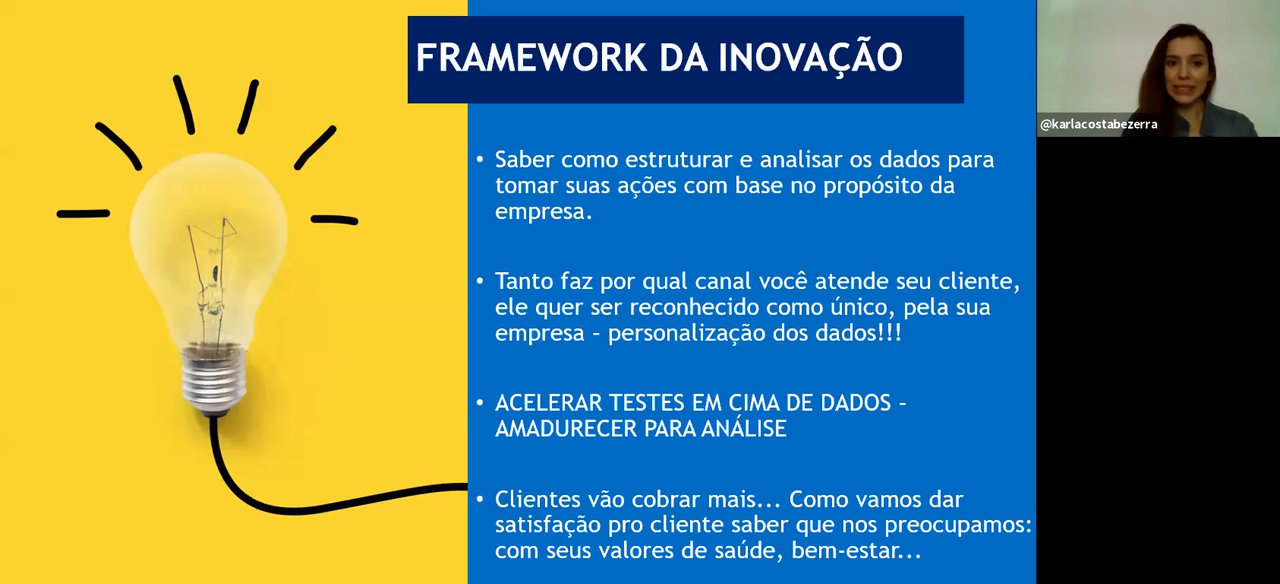 FRAMEWORK DA INOVAÇÃO
@karlacostabezerra
• Saber como estruturar e analisar os dados para
tomar suas ações com base no propósito da
empresa.
• Tanto faz por qual canal você atende seu cliente,
ele quer ser reconhecido como único, pela sua
empresa – personalização dos dados!!!
• ACELERAR TESTES EM CIMA DE DADOS –
AMADURECER PARA ANÁLISE
• Clientes vão cobrar mais... Como vamos dar
satisfação pro cliente saber que nos preocupamos:
com seus valores de saúde, bem-estar...